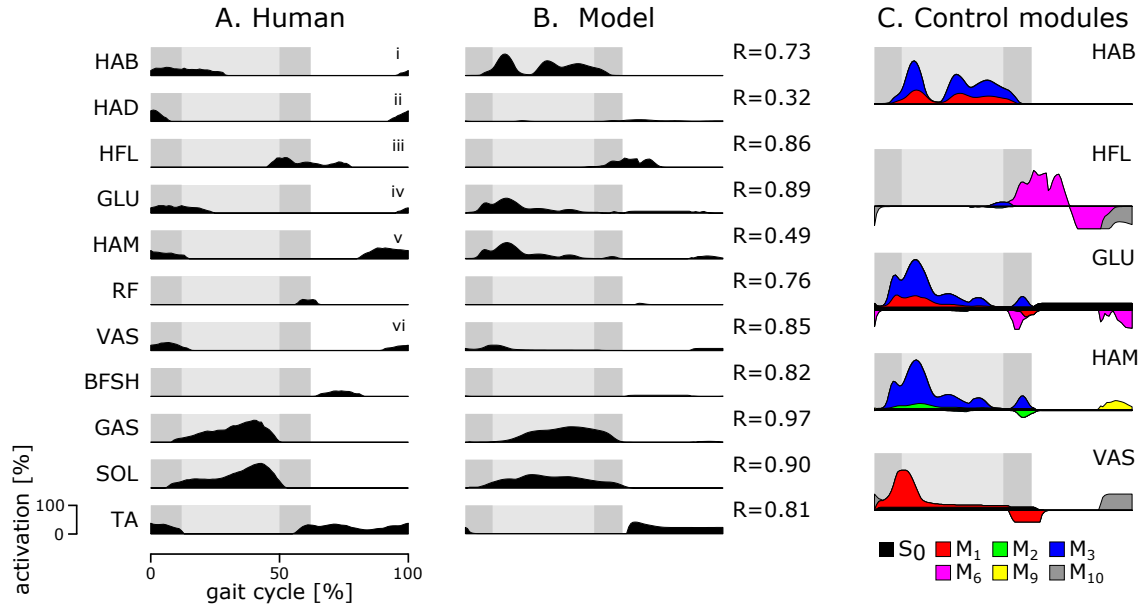 A. Human
B. Model
C. Control modules
HAB
i
R=0.73
HAB
HAD
ii
R=0.32
HFL
iii
R=0.86
HFL
GLU
iv
R=0.89
GLU
HAM
v
R=0.49
RF
R=0.76
HAM
VAS
vi
R=0.85
BFSH
R=0.82
GAS
R=0.97
VAS
SOL
R=0.90
TA
R=0.81
activation [%]
100
0
0 50 100
gait cycle [%]
S0 M1 M2 M3
M6 M9 M10